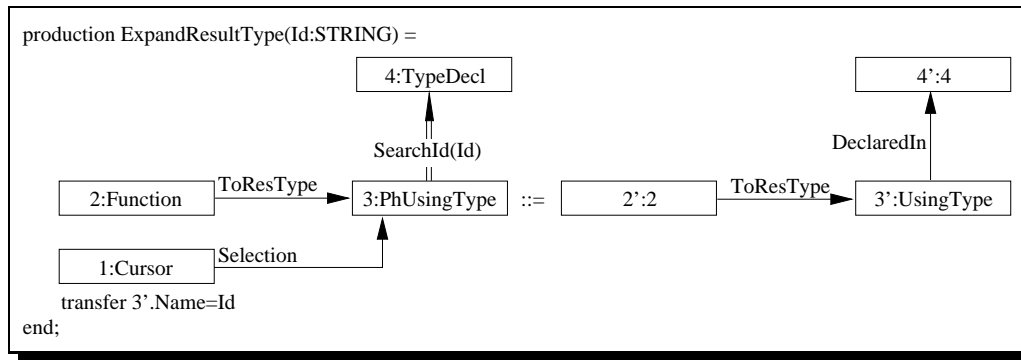 production ExpandResultType(Id:STRING) =
4:TypeDecl
4':4
SearchId(Id)
DeclaredIn
2:Function
ToResType
3:PhUsingType
::=
2':2
ToResType
3':UsingType
1:Cursor
Selection
transfer 3'.Name=Id
end;